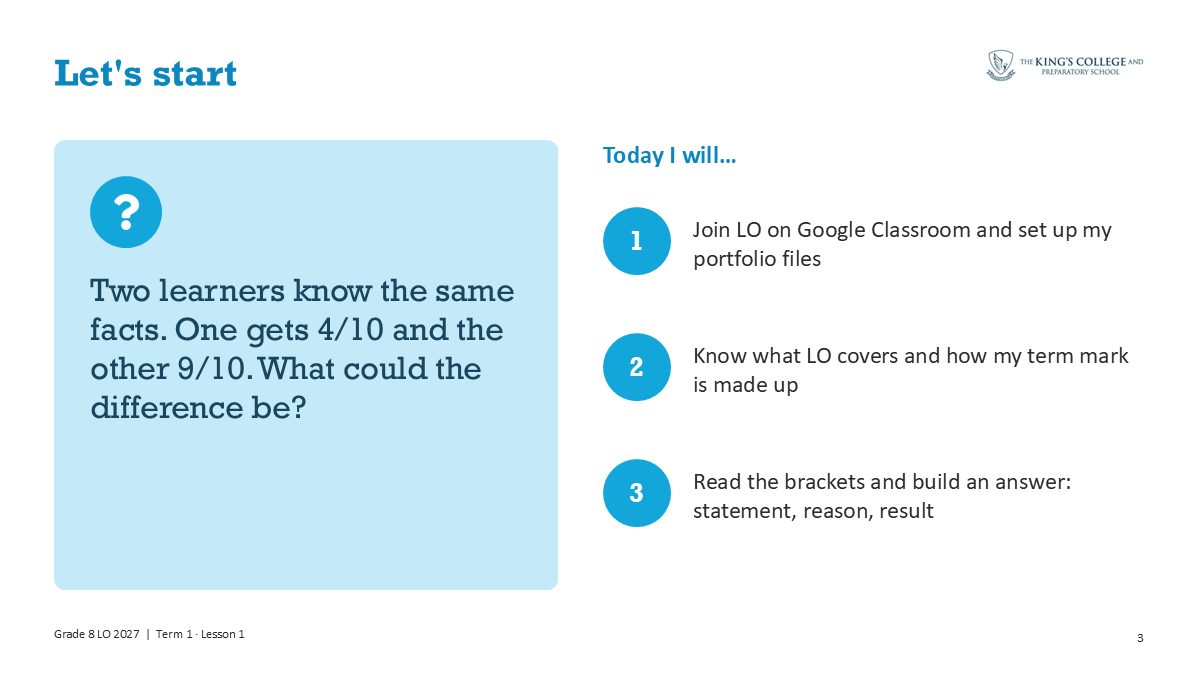 Let's start
THE KING'S COLLEGE AND
PREPARATORY SCHOOL
?
Two learners know the same
facts. One gets 4/10 and the
other 9/10. What could the
difference be?
Today I will...
1
Join LO on Google Classroom and set up my
portfolio files
2
Know what LO covers and how my term mark
is made up
3
Read the brackets and build an answer:
statement, reason, result
Grade 8 LO 2027 | Term 1 · Lesson 1
3